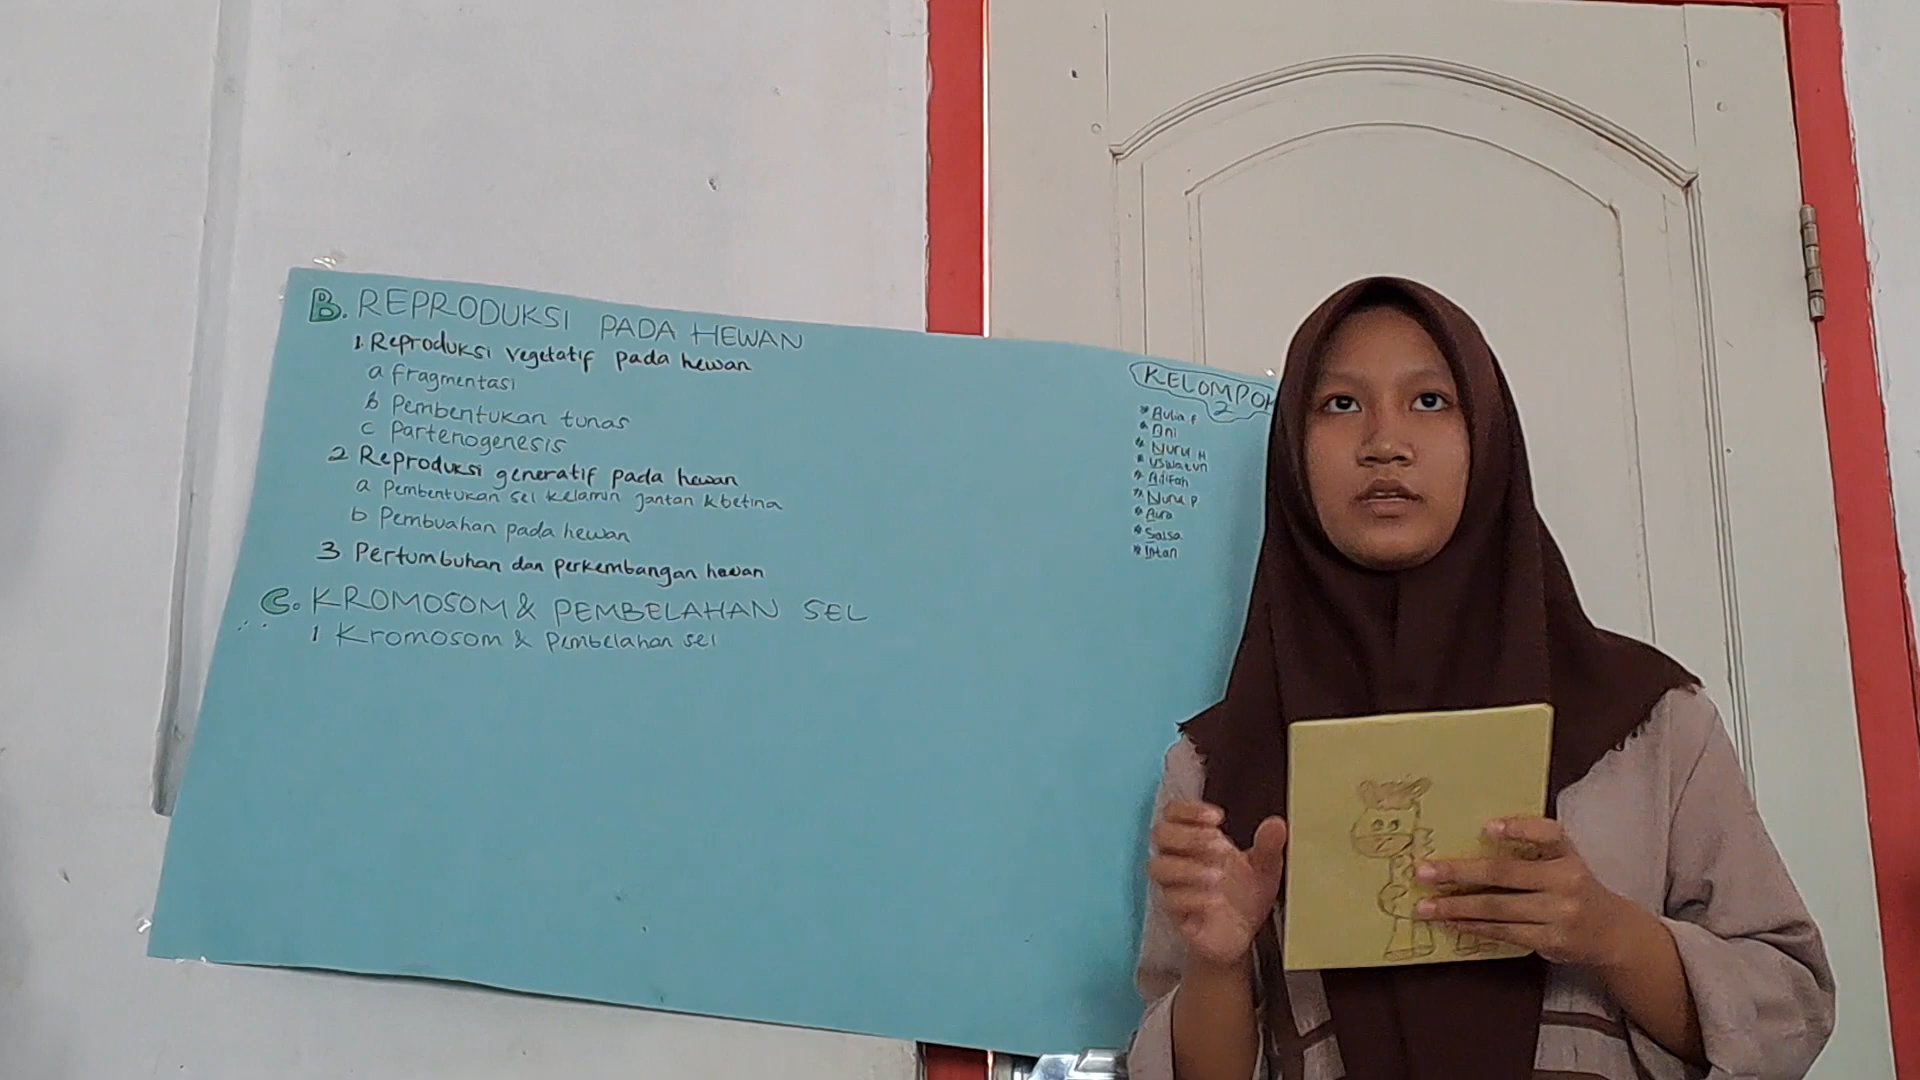 B. REPRODUKSI PADA HEWAN
1. Reproduksi vegetatif pada hewan
a fragmentasi
b Pembentukan tunas
c Partenogenesis
2 Reproduksi generatif pada hewan
a Pembentukan sel kelamin jantan & betina
b Pembuahan pada hewan
3 Pertumbuhan dan perkembangan hewan
C. KROMOSOM & PEMBELAHAN SEL
1 Kromosom & Pembelahan sel
KELOMPOK
2
* Aulia F
* Ani
* Nurul H
* Uswatun
* Afifah
* Nurul P
* Aura
* Salsa
* Intan